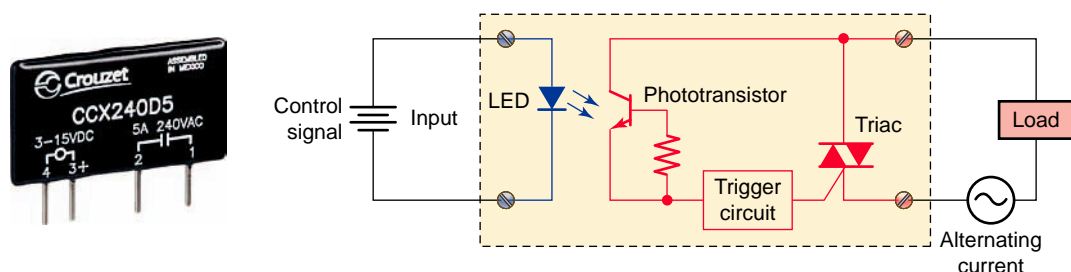 Crouzet
ASSEMBLED
IN MEXICO
CCX240D5
3-15VDC
5A 240VAC
4 3+ 2 1
Control
signal
Input
LED
Phototransistor
Trigger
circuit
Triac
Load
Alternating
current